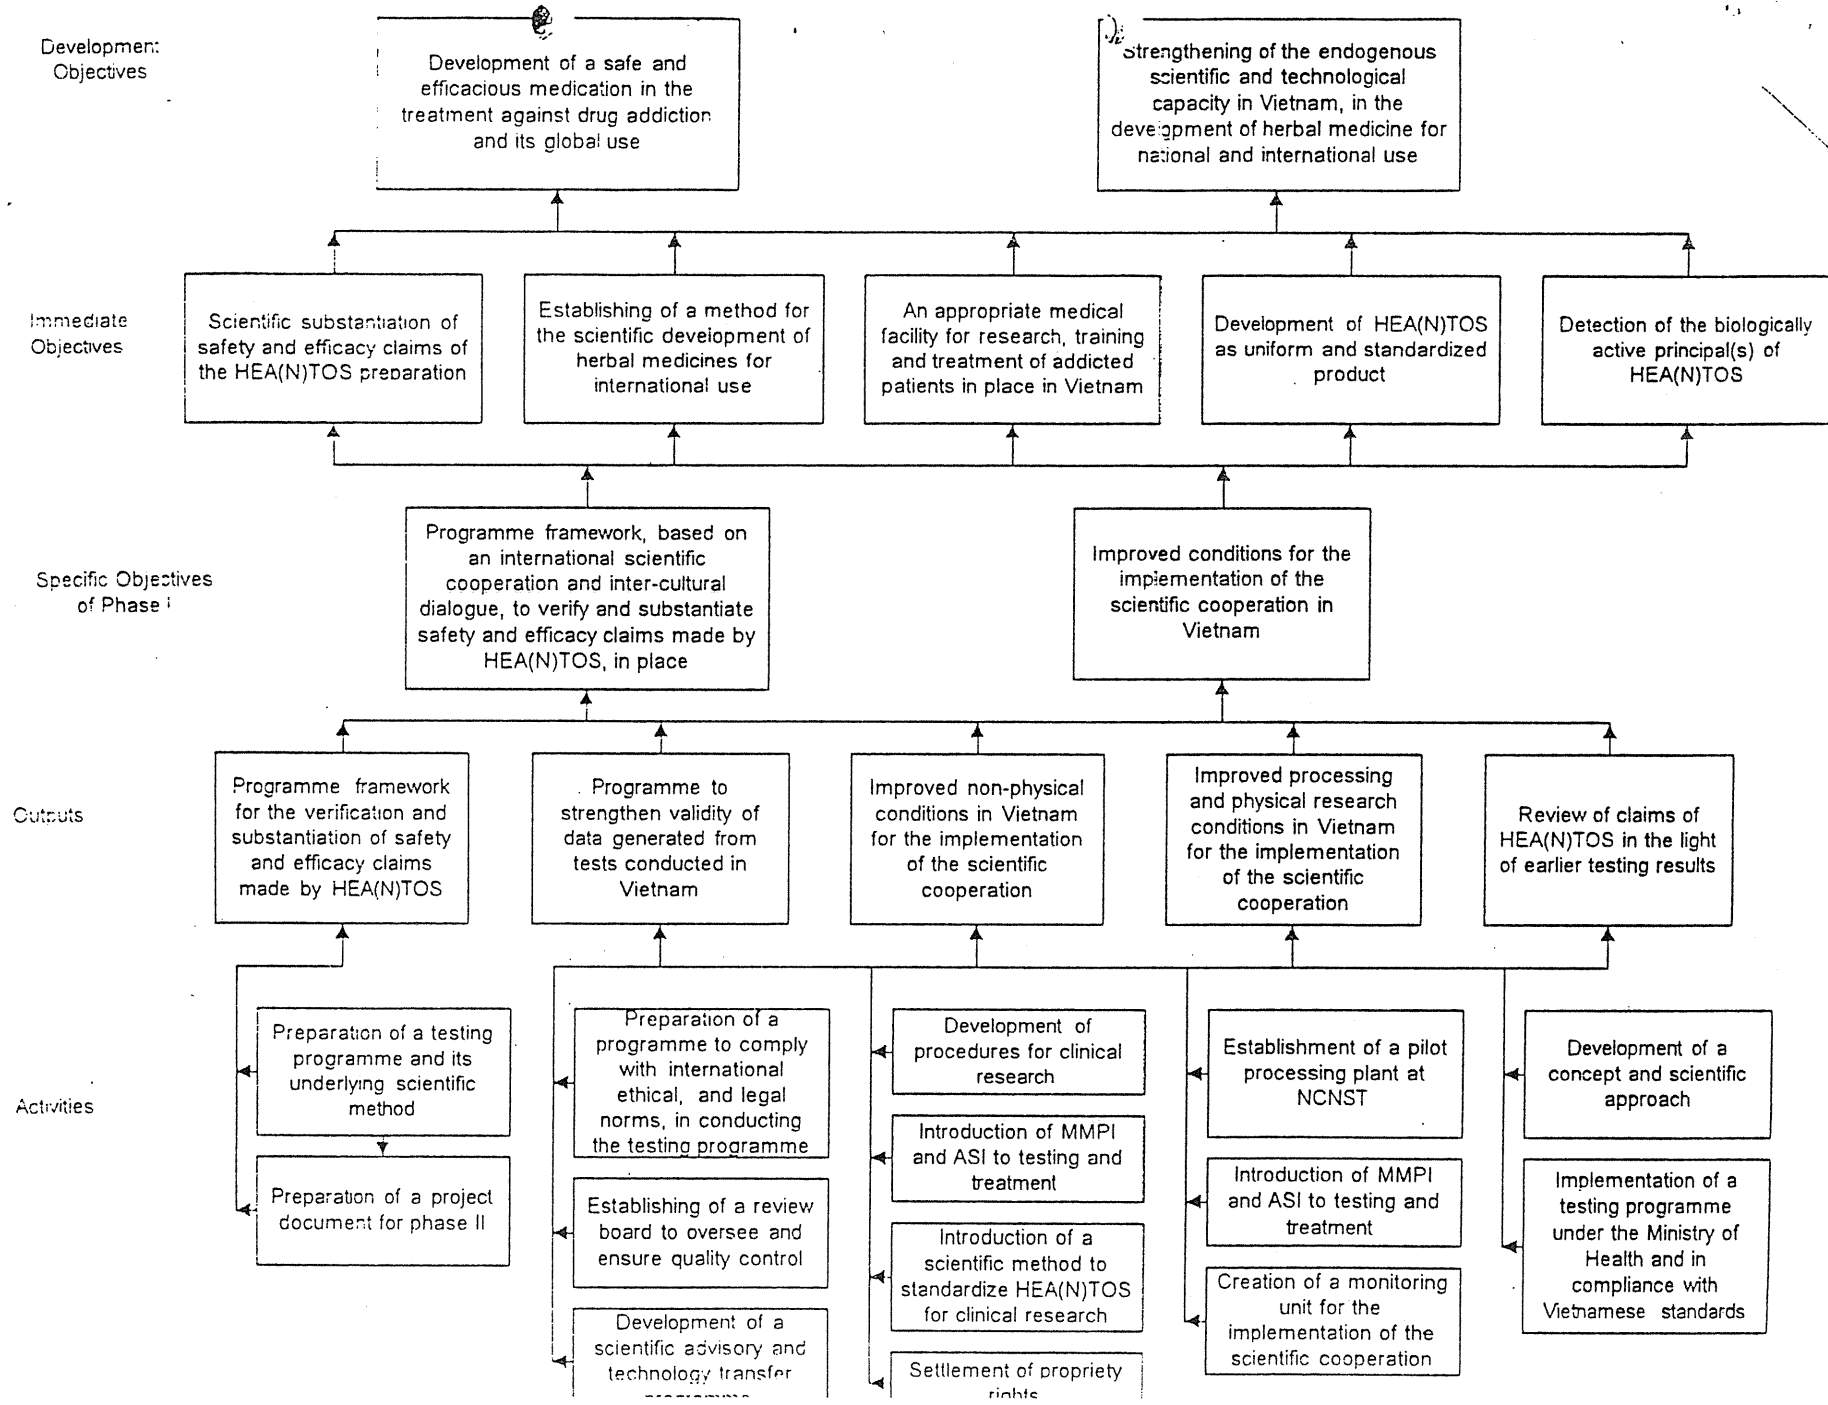 Development
Objectives
Development of a safe and
efficacious medication in the
treatment against drug addiction
and its global use
Strengthening of the endogenous
scientific and technological
capacity in Vietnam, in the
development of herbal medicine for
national and international use
Immediate
Objectives
Scientific substantiation of
safety and efficacy claims of
the HEA(N)TOS preparation
Establishing of a method for
the scientific development of
herbal medicines for
international use
An appropriate medical
facility for research, training
and treatment of addicted
patients in place in Vietnam
Development of HEA(N)TOS
as uniform and standardized
product
Detection of the biologically
active principal(s) of
HEA(N)TOS
Specific Objectives
of Phase I
Programme framework, based on
an international scientific
cooperation and inter-cultural
dialogue, to verify and substantiate
safety and efficacy claims made by
HEA(N)TOS, in place
Improved conditions for the
implementation of the
scientific cooperation in
Vietnam
Outputs
Programme framework
for the verification and
substantiation of safety
and efficacy claims
made by HEA(N)TOS
Programme to
strengthen validity of
data generated from
tests conducted in
Vietnam
Improved non-physical
conditions in Vietnam
for the implementation
of the scientific
cooperation
Improved processing
and physical research
conditions in Vietnam
for the implementation
of the scientific
cooperation
Review of claims of
HEA(N)TOS in the light
of earlier testing results
Activities
Preparation of a testing
programme and its
underlying scientific
method
Preparation of a project
document for phase II
Preparation of a
programme to comply
with international
ethical, and legal
norms, in conducting
the testing programme
Establishing of a review
board to oversee and
ensure quality control
Development of a
scientific advisory and
technology transfer
programme
Development of
procedures for clinical
research
Introduction of MMPI
and ASI to testing and
treatment
Introduction of a
scientific method to
standardize HEA(N)TOS
for clinical research
Settlement of propriety
rights
Establishment of a pilot
processing plant at
NCNST
Introduction of MMPI
and ASI to testing and
treatment
Creation of a monitoring
unit for the
implementation of the
scientific cooperation
Development of a
concept and scientific
approach
Implementation of a
testing programme
under the Ministry of
Health and in
compliance with
Vietnamese standards